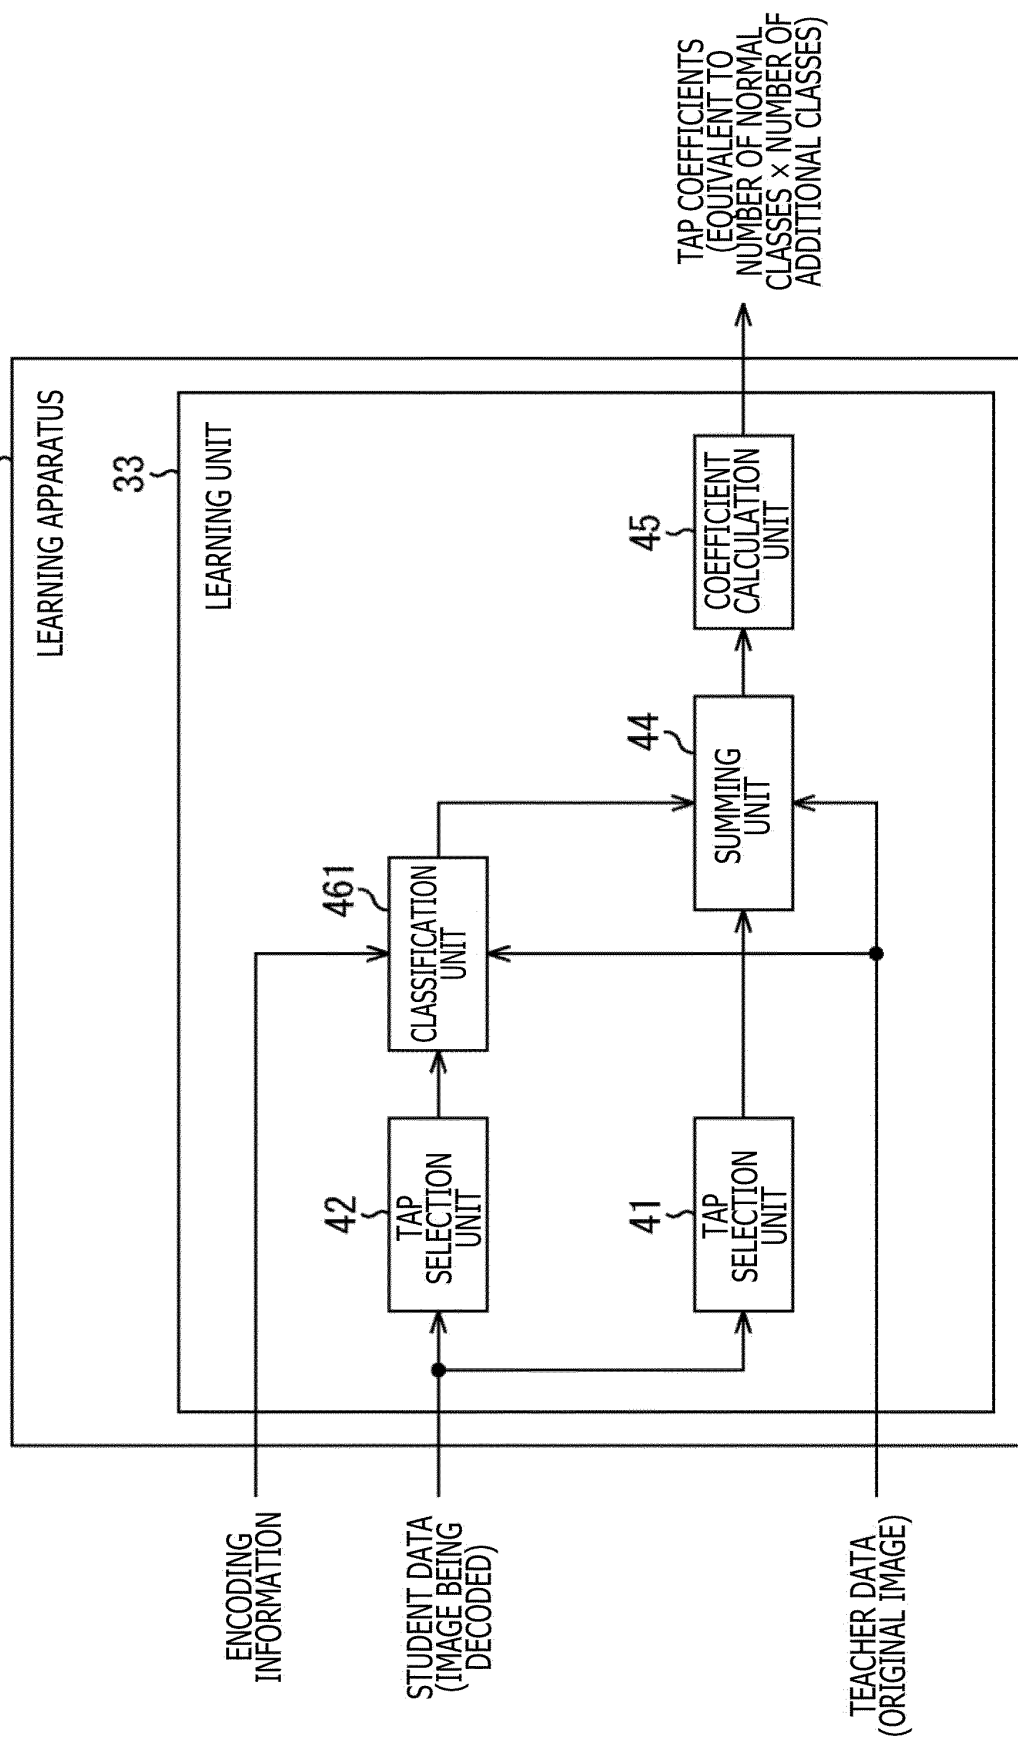 LEARNING APPARATUS
33
LEARNING UNIT
ENCODING
INFORMATION
STUDENT DATA
(IMAGE BEING
DECODED)
42
TAP
SELECTION
UNIT
461
CLASSIFICATION
UNIT
41
TAP
SELECTION
UNIT
44
SUMMING
UNIT
45
COEFFICIENT
CALCULATION
UNIT
TAP COEFFICIENTS
(EQUIVALENT TO
NUMBER OF NORMAL
CLASSES × NUMBER OF
ADDITIONAL CLASSES)
TEACHER DATA
(ORIGINAL IMAGE)